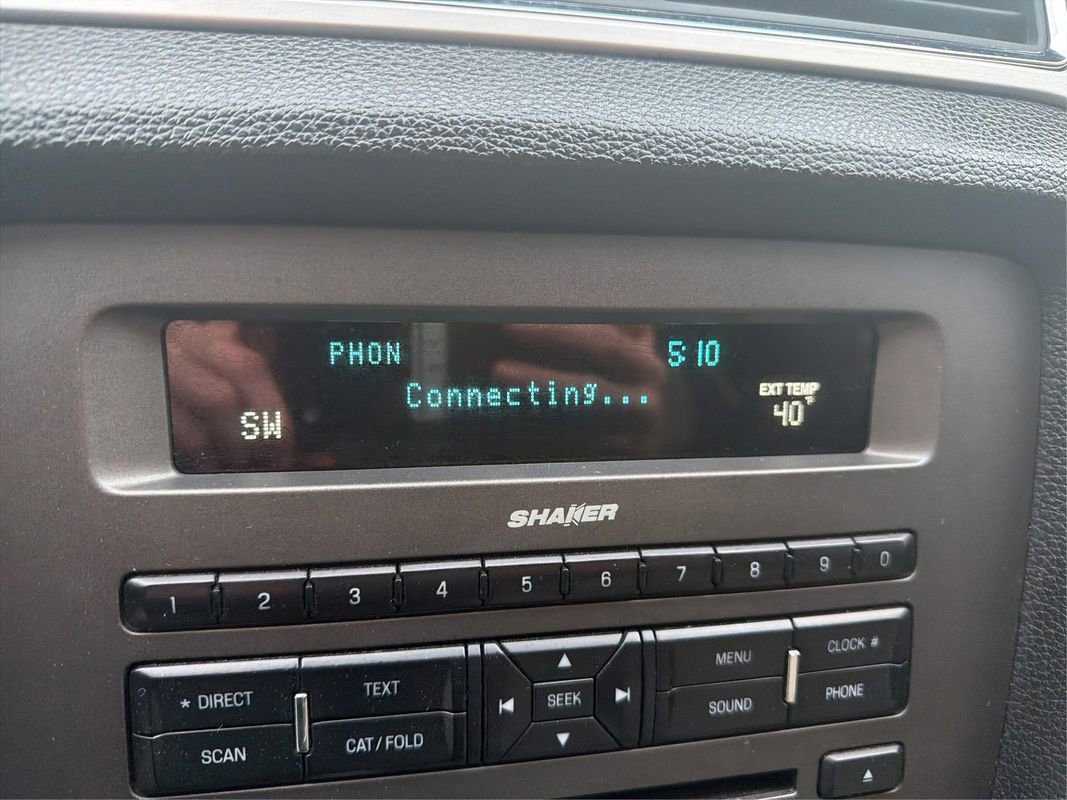 PHON 5:10
Connecting...
EXT TEMP
SW 40°F
SHAKER
1 2 3 4 5 6 7 8 9 0
* DIRECT TEXT SEEK MENU CLOCK #
SCAN CAT/FOLD SOUND PHONE